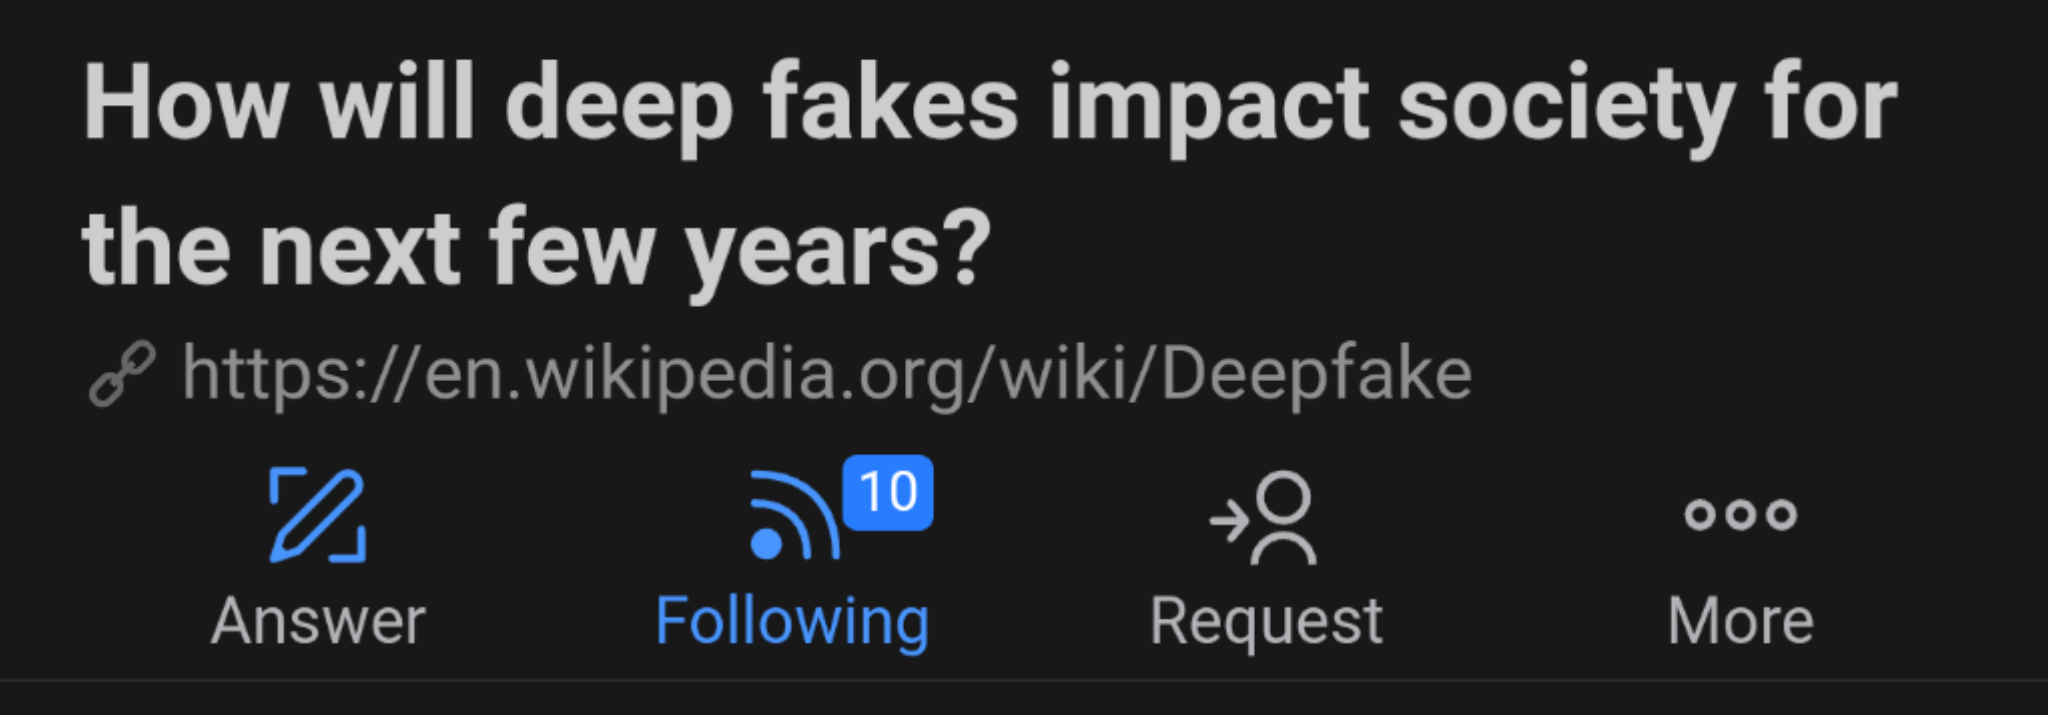 How will deep fakes impact society for
the next few years?
https://en.wikipedia.org/wiki/Deepfake
10
Answer
Following
Request
More